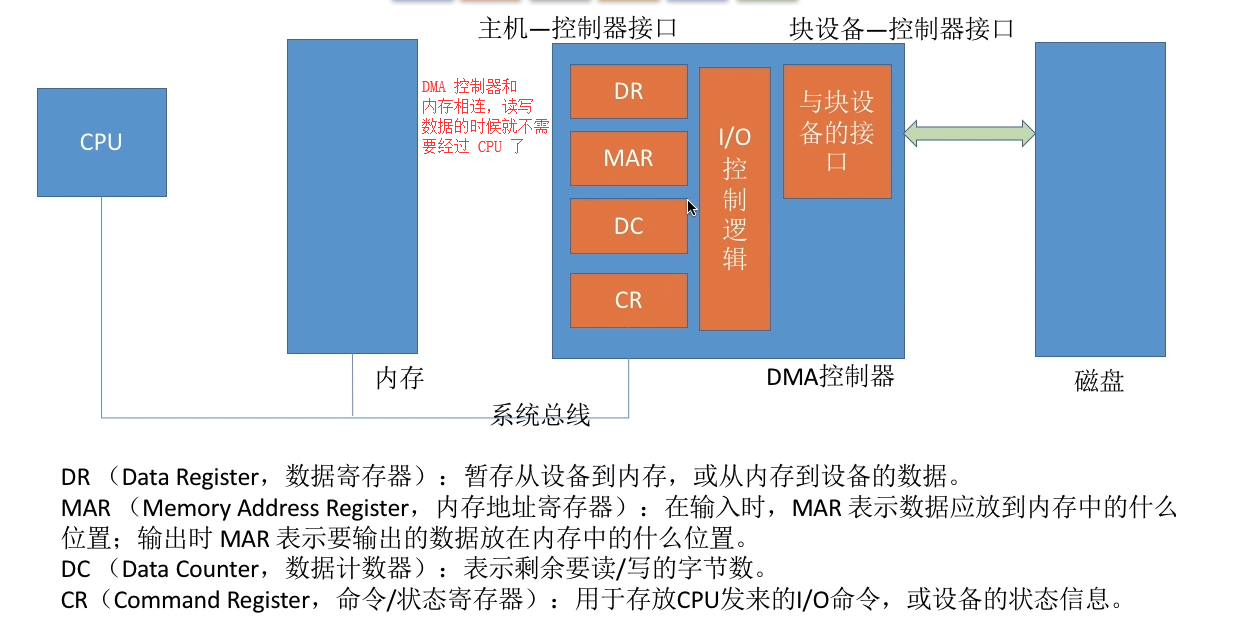 主机—控制器接口
块设备—控制器接口
CPU
DMA 控制器和
内存相连，读写
数据的时候就不需
要经过 CPU 了
DR
MAR
DC
CR
I/O
控
制
逻
辑
与块设
备的接
口
内存
DMA控制器
磁盘
系统总线
DR （Data Register，数据寄存器）：暂存从设备到内存，或从内存到设备的数据。
MAR （Memory Address Register，内存地址寄存器）：在输入时，MAR 表示数据应放到内存中的什么
位置；输出时 MAR 表示要输出的数据放在内存中的什么位置。
DC （Data Counter，数据计数器）：表示剩余要读/写的字节数。
CR（Command Register，命令/状态寄存器）：用于存放CPU发来的I/O命令，或设备的状态信息。